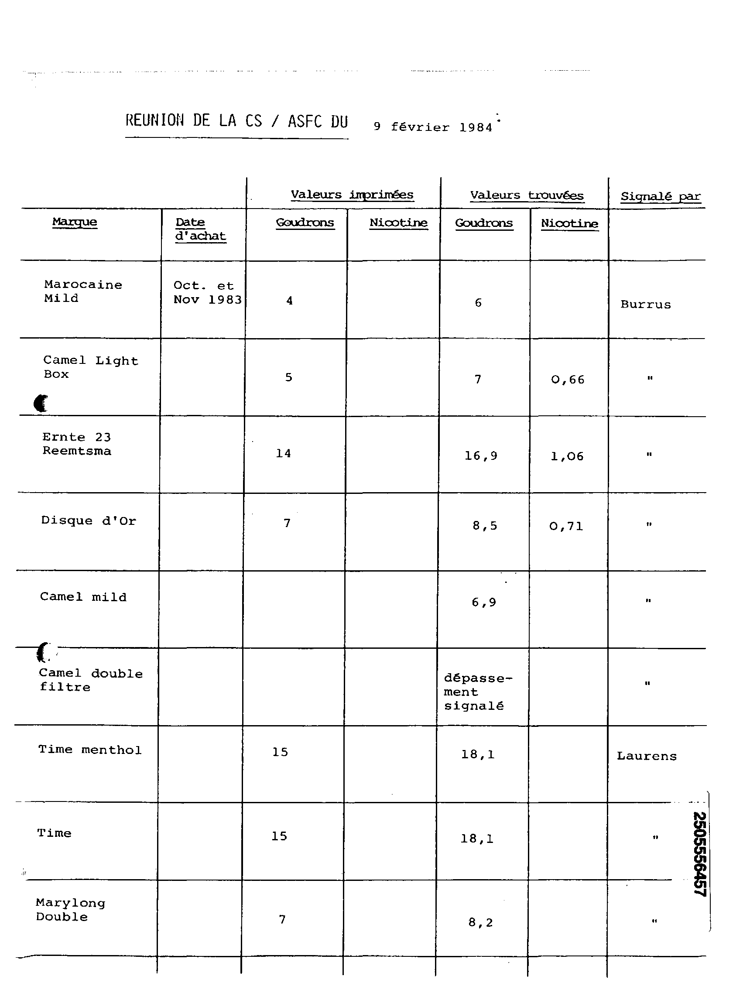 REUNION DE LA CS / ASFC DU 9 février 1984
Valeurs imprimées Valeurs trouvées Signalé par
Marque Date d'achat Goudrons Nicotine Goudrons Nicotine
Marocaine Mild Oct. et Nov 1983 4 6 Burrus
Camel Light Box 5 7 0,66 "
Ernte 23 Reemtsma 14 16,9 1,06 "
Disque d'Or 7 8,5 0,71 "
Camel mild 6,9 "
Camel double filtre dépasse-ment signalé "
Time menthol 15 18,1 Laurens
Time 15 18,1 "
Marylong Double 7 8,2 "
2505556457